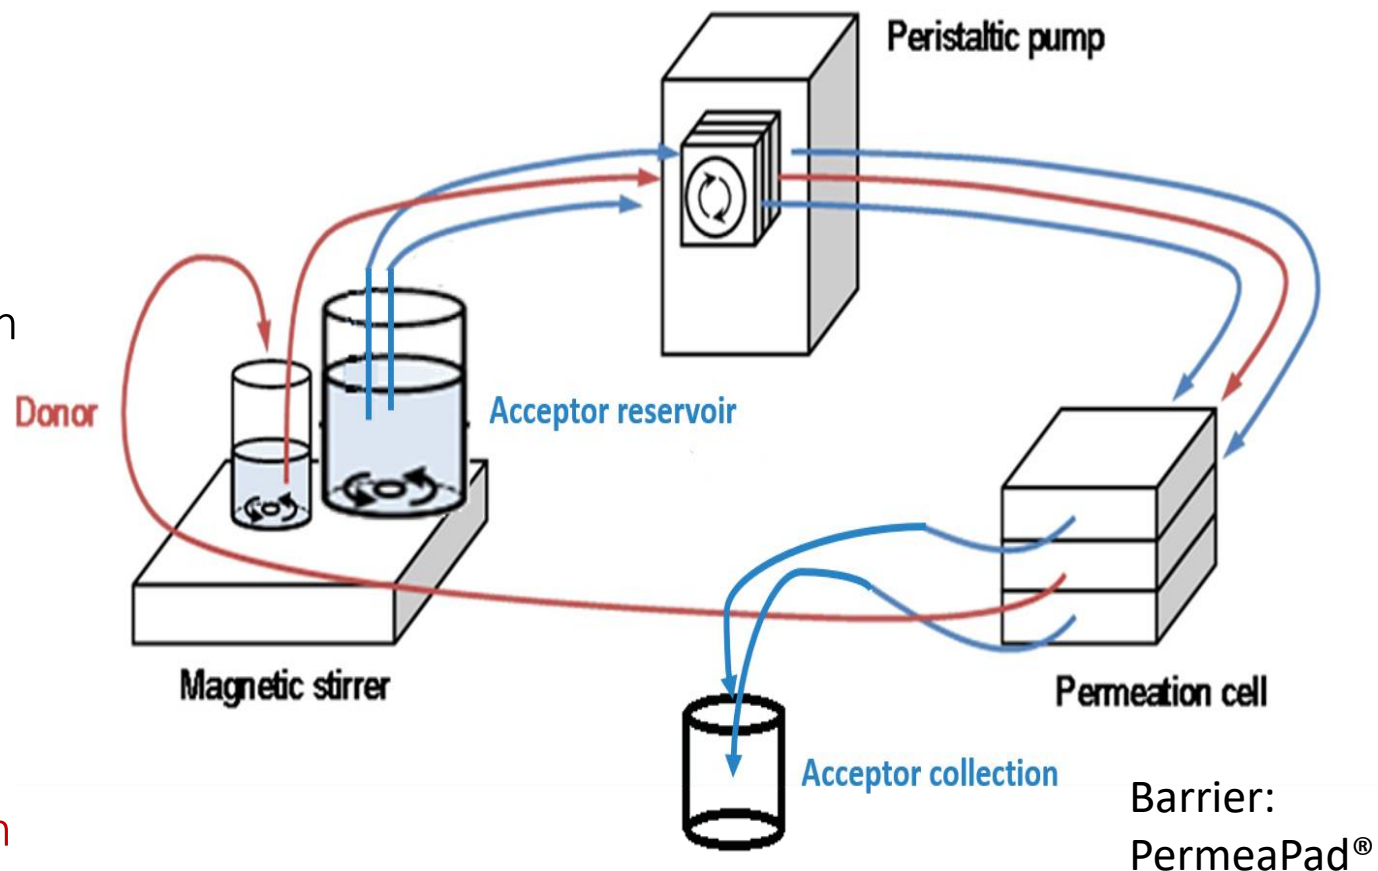 Peristaltic pump
n
Donor
Acceptor reservoir
Magnetic stirrer
Permeation cell
Acceptor collection
Barrier:
PermeaPad®
n